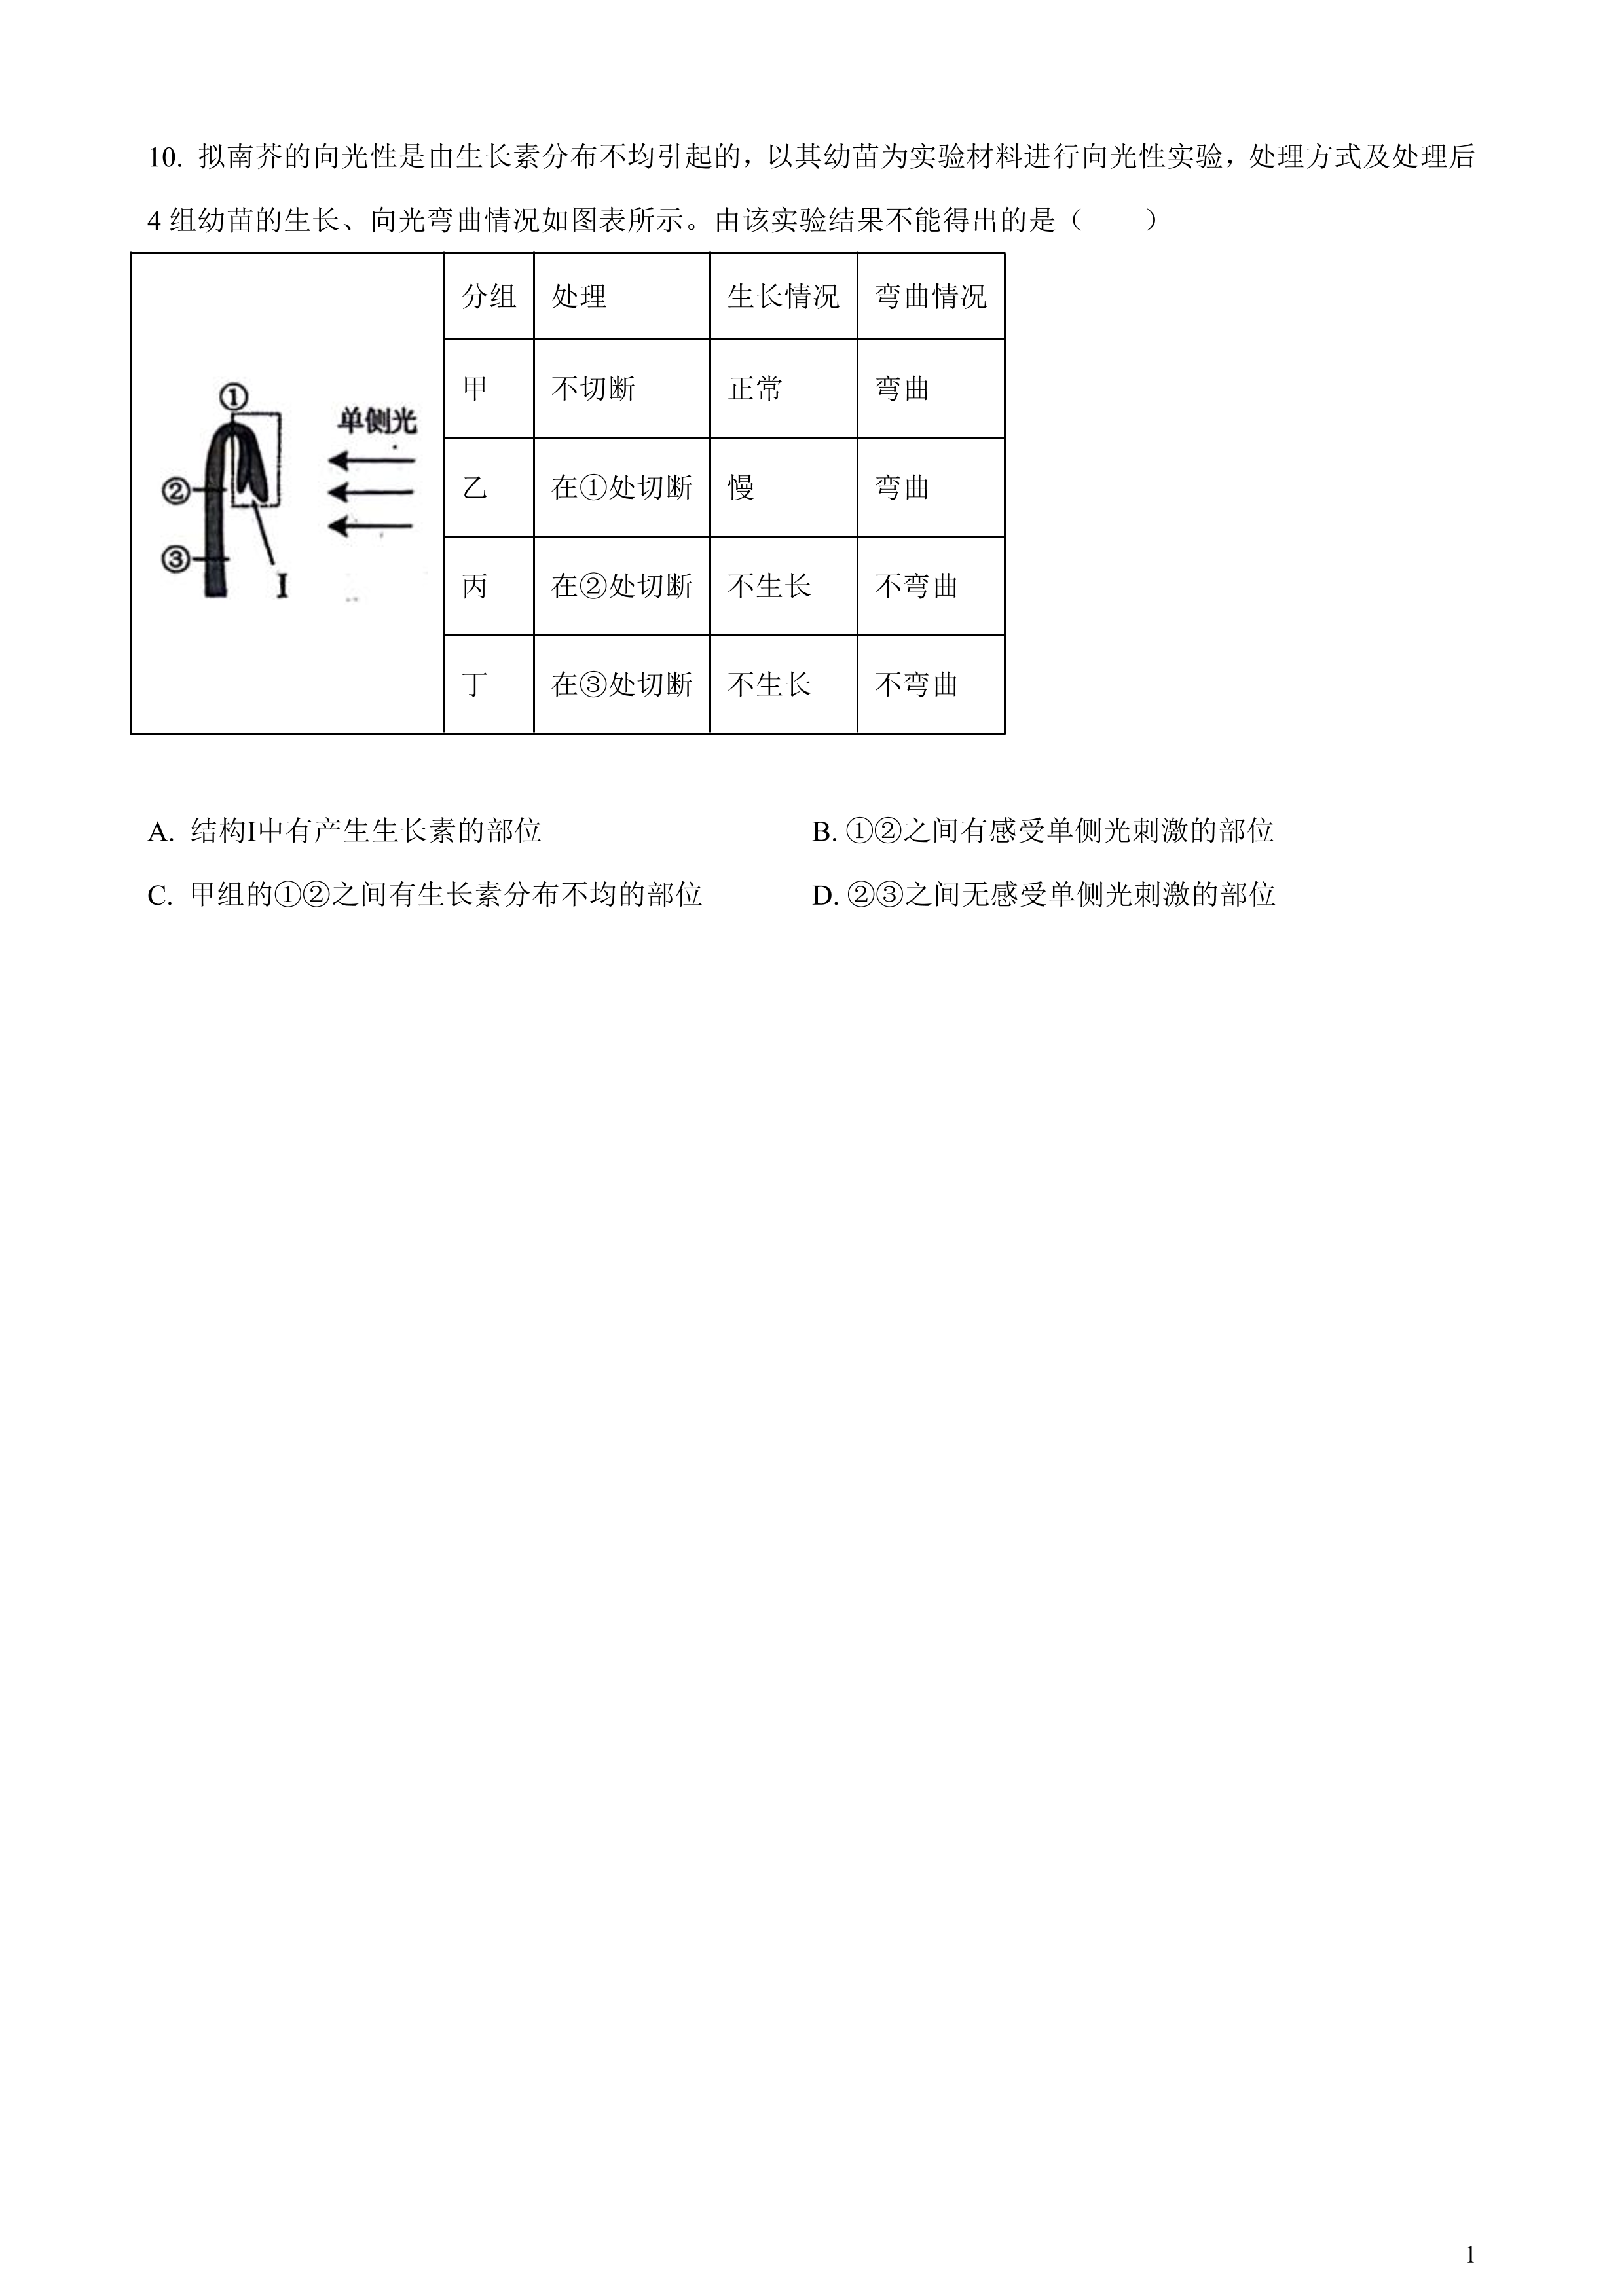 10. 拟南芥的向光性是由生长素分布不均引起的，以其幼苗为实验材料进行向光性实验，处理方式及处理后
4 组幼苗的生长、向光弯曲情况如图表所示。由该实验结果不能得出的是（　　）
①
②
③
I
单侧光
分组 处理 生长情况 弯曲情况
甲 不切断 正常 弯曲
乙 在①处切断 慢 弯曲
丙 在②处切断 不生长 不弯曲
丁 在③处切断 不生长 不弯曲
A. 结构I中有产生生长素的部位 B. ①②之间有感受单侧光刺激的部位
C. 甲组的①②之间有生长素分布不均的部位 D. ②③之间无感受单侧光刺激的部位
1